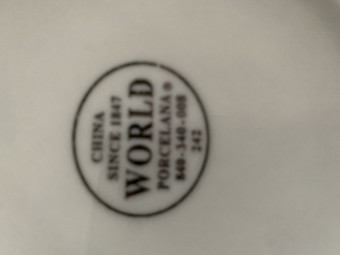 CHINA
SINCE 1847
WORLD
PORCELANA®
840-340-008
242